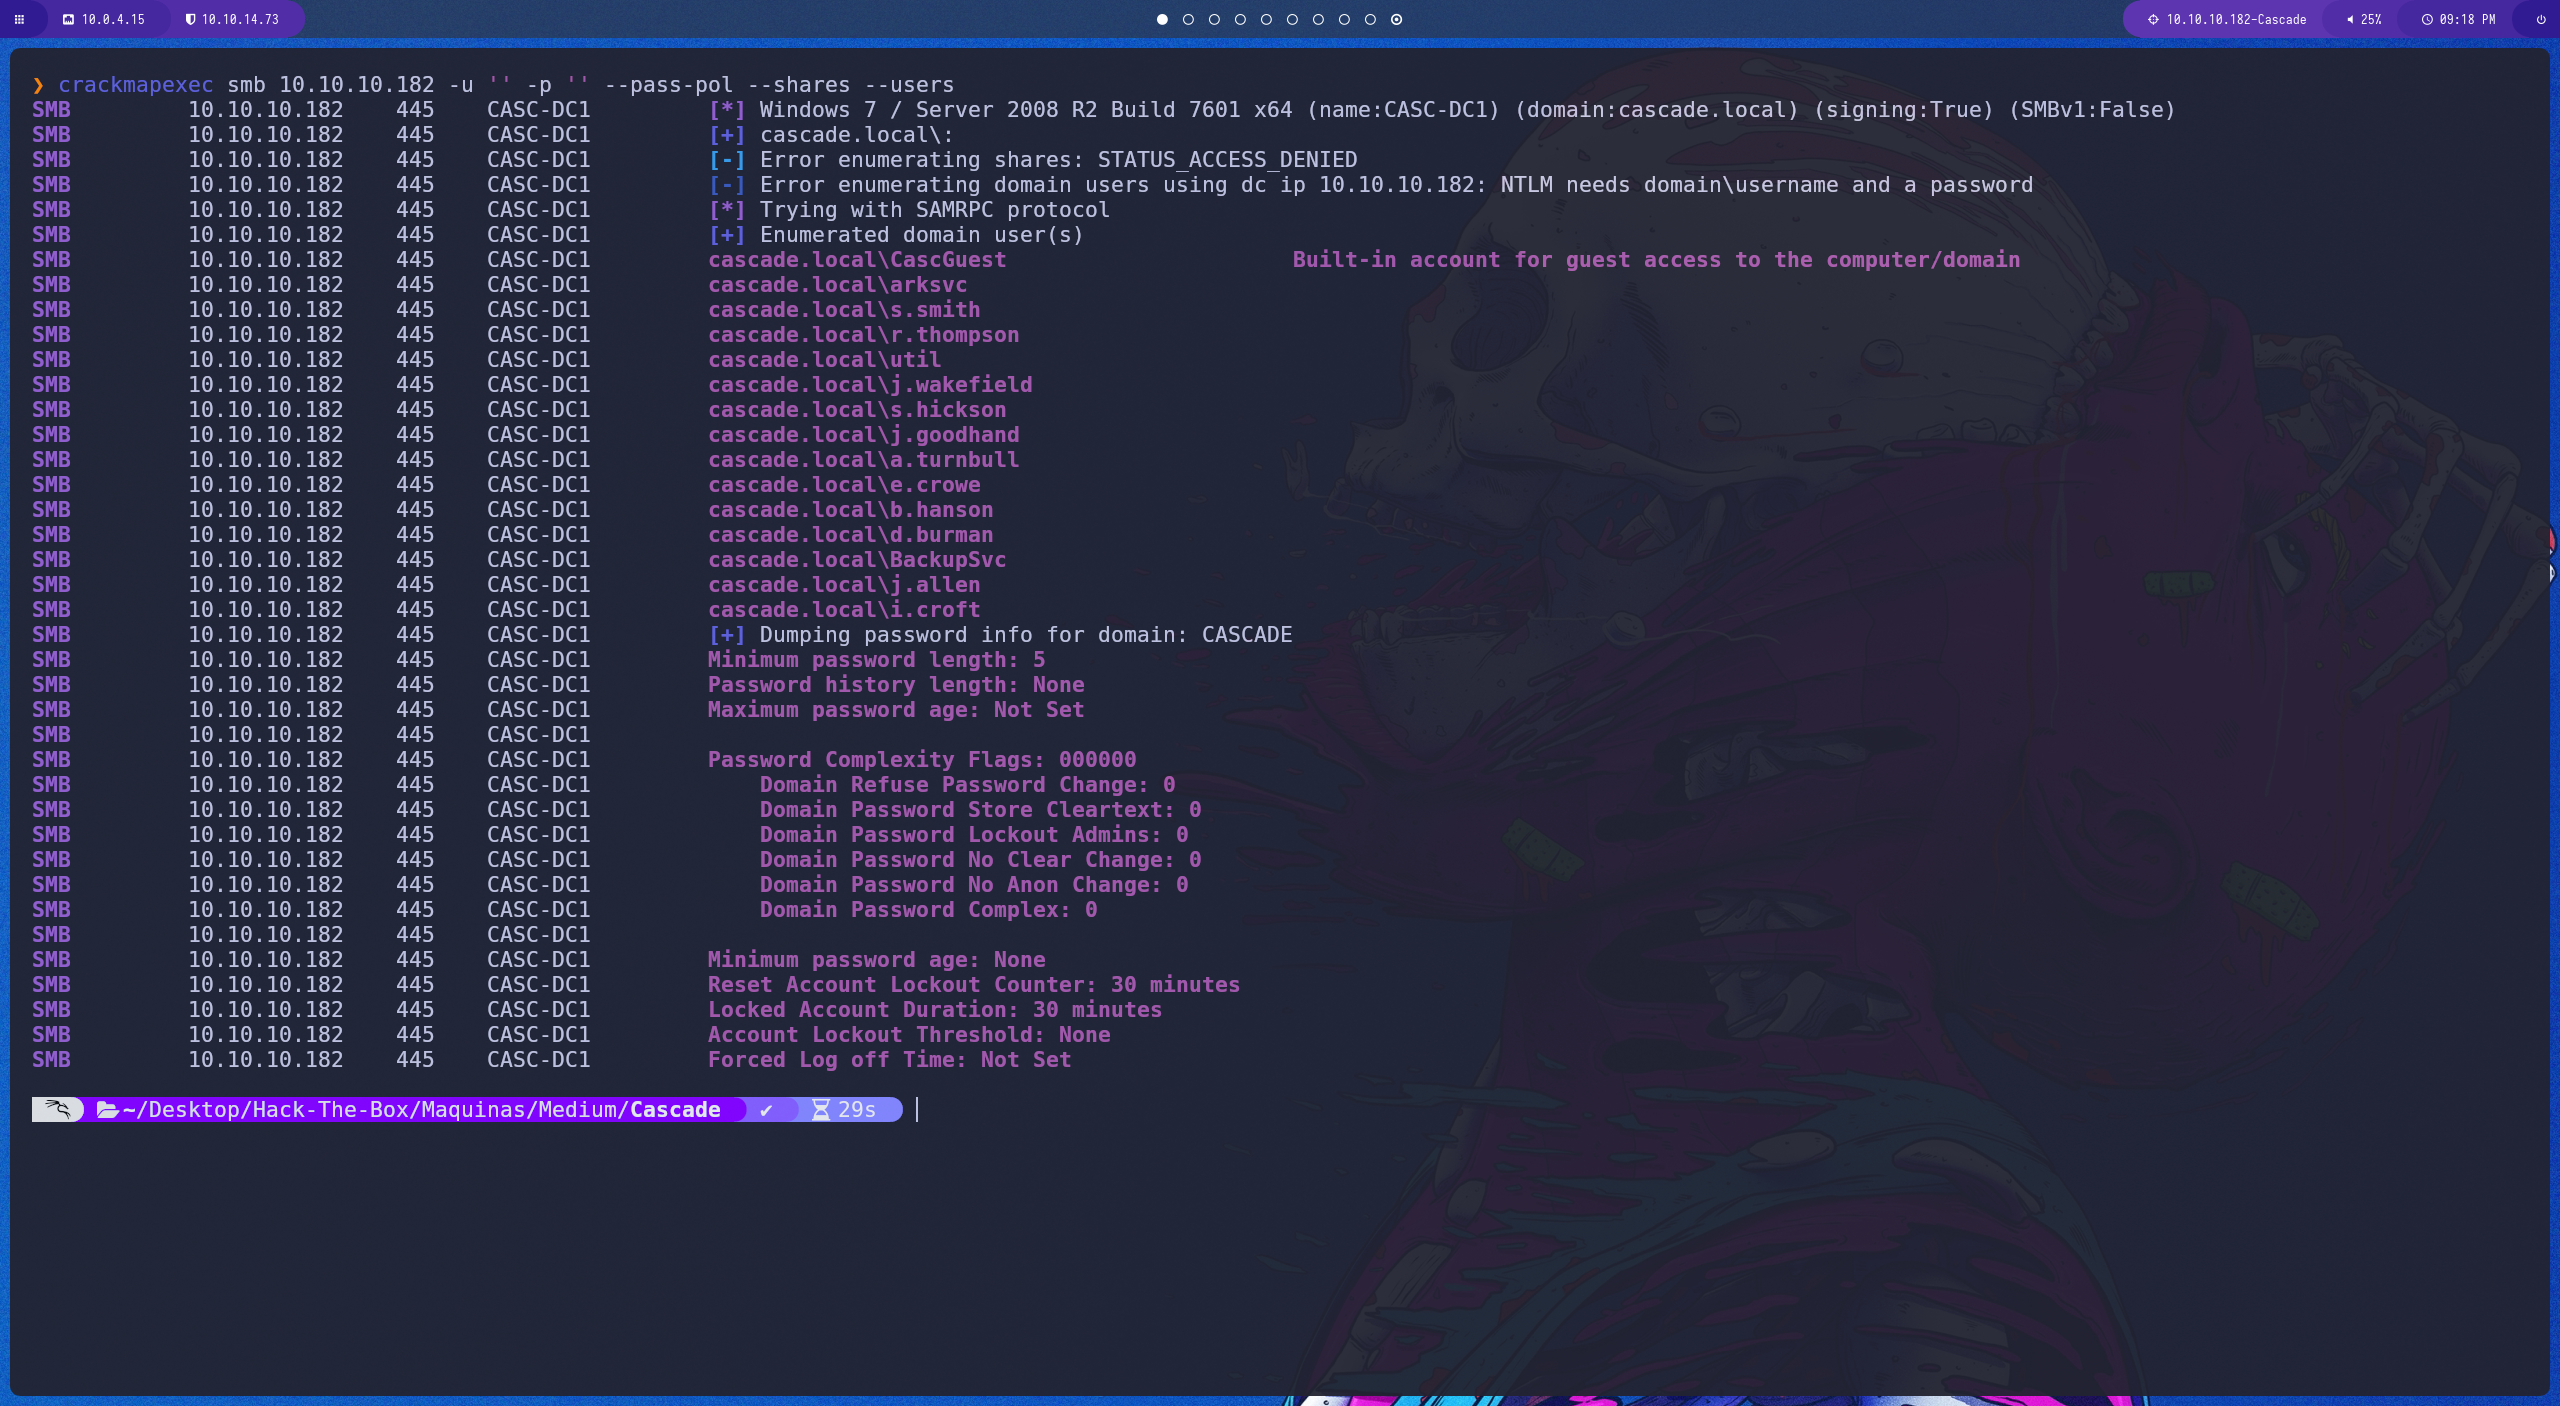 10.0.4.15 10.10.14.73 10.10.10.182-Cascade 25% 09:18 PM
❯ crackmapexec smb 10.10.10.182 -u '' -p '' --pass-pol --shares --users
SMB 10.10.10.182 445 CASC-DC1 [*] Windows 7 / Server 2008 R2 Build 7601 x64 (name:CASC-DC1) (domain:cascade.local) (signing:True) (SMBv1:False)
SMB 10.10.10.182 445 CASC-DC1 [+] cascade.local\:
SMB 10.10.10.182 445 CASC-DC1 [-] Error enumerating shares: STATUS_ACCESS_DENIED
SMB 10.10.10.182 445 CASC-DC1 [-] Error enumerating domain users using dc ip 10.10.10.182: NTLM needs domain\username and a password
SMB 10.10.10.182 445 CASC-DC1 [*] Trying with SAMRPC protocol
SMB 10.10.10.182 445 CASC-DC1 [+] Enumerated domain user(s)
SMB 10.10.10.182 445 CASC-DC1 cascade.local\CascGuest Built-in account for guest access to the computer/domain
SMB 10.10.10.182 445 CASC-DC1 cascade.local\arksvc
SMB 10.10.10.182 445 CASC-DC1 cascade.local\s.smith
SMB 10.10.10.182 445 CASC-DC1 cascade.local\r.thompson
SMB 10.10.10.182 445 CASC-DC1 cascade.local\util
SMB 10.10.10.182 445 CASC-DC1 cascade.local\j.wakefield
SMB 10.10.10.182 445 CASC-DC1 cascade.local\s.hickson
SMB 10.10.10.182 445 CASC-DC1 cascade.local\j.goodhand
SMB 10.10.10.182 445 CASC-DC1 cascade.local\a.turnbull
SMB 10.10.10.182 445 CASC-DC1 cascade.local\e.crowe
SMB 10.10.10.182 445 CASC-DC1 cascade.local\b.hanson
SMB 10.10.10.182 445 CASC-DC1 cascade.local\d.burman
SMB 10.10.10.182 445 CASC-DC1 cascade.local\BackupSvc
SMB 10.10.10.182 445 CASC-DC1 cascade.local\j.allen
SMB 10.10.10.182 445 CASC-DC1 cascade.local\i.croft
SMB 10.10.10.182 445 CASC-DC1 [+] Dumping password info for domain: CASCADE
SMB 10.10.10.182 445 CASC-DC1 Minimum password length: 5
SMB 10.10.10.182 445 CASC-DC1 Password history length: None
SMB 10.10.10.182 445 CASC-DC1 Maximum password age: Not Set
SMB 10.10.10.182 445 CASC-DC1
SMB 10.10.10.182 445 CASC-DC1 Password Complexity Flags: 000000
SMB 10.10.10.182 445 CASC-DC1 Domain Refuse Password Change: 0
SMB 10.10.10.182 445 CASC-DC1 Domain Password Store Cleartext: 0
SMB 10.10.10.182 445 CASC-DC1 Domain Password Lockout Admins: 0
SMB 10.10.10.182 445 CASC-DC1 Domain Password No Clear Change: 0
SMB 10.10.10.182 445 CASC-DC1 Domain Password No Anon Change: 0
SMB 10.10.10.182 445 CASC-DC1 Domain Password Complex: 0
SMB 10.10.10.182 445 CASC-DC1
SMB 10.10.10.182 445 CASC-DC1 Minimum password age: None
SMB 10.10.10.182 445 CASC-DC1 Reset Account Lockout Counter: 30 minutes
SMB 10.10.10.182 445 CASC-DC1 Locked Account Duration: 30 minutes
SMB 10.10.10.182 445 CASC-DC1 Account Lockout Threshold: None
SMB 10.10.10.182 445 CASC-DC1 Forced Log off Time: Not Set
~/Desktop/Hack-The-Box/Maquinas/Medium/Cascade ✔ 29s